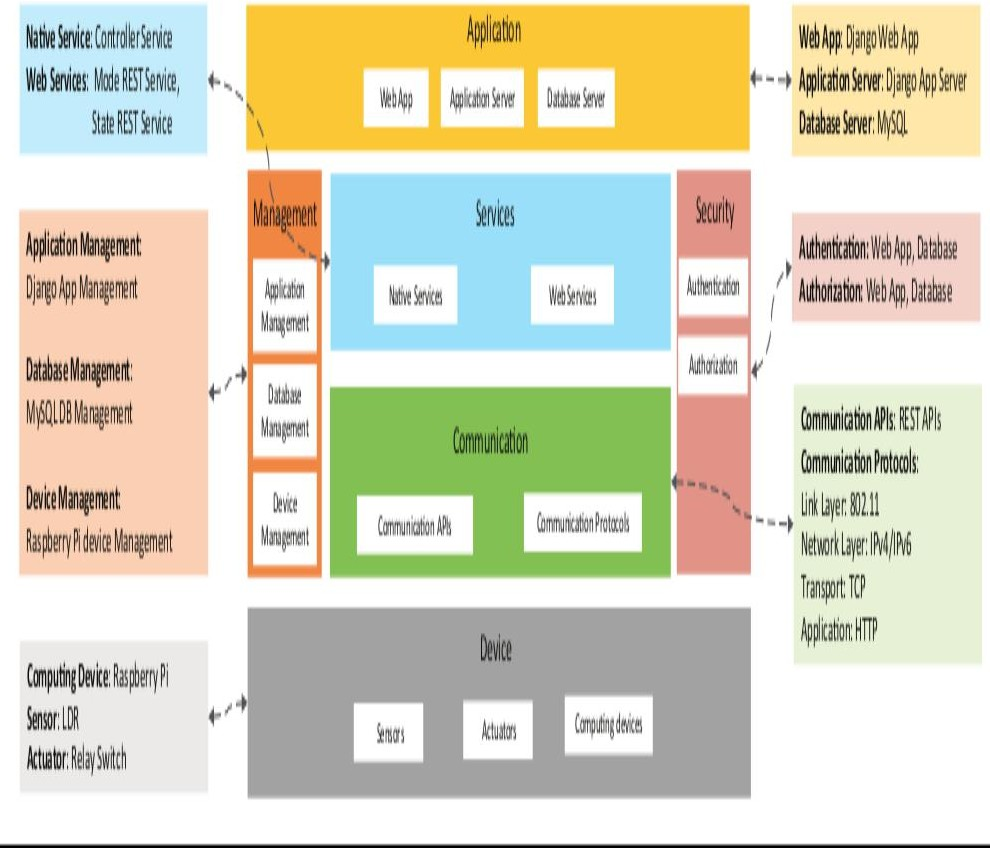 Native Service: Controller Service
Web Services: Mode REST Service,
State REST Service
Application
Web App
Application Server
Database Server
Web App: Django Web App
Application Server: Django App Server
Database Server: MySQL
Application Management:
Django App Management
Database Management:
MySQL DB Management
Device Management:
Raspberry Pi device Management
Management
Application
Management
Database
Management
Device
Management
Services
Native Services
Web Services
Communication
Communication APIs
Communication Protocols
Security
Authentication
Authorization
Authentication: Web App, Database
Authorization: Web App, Database
Communication APIs: REST APIs
Communication Protocols:
Link Layer: 802.11
Network Layer: IPv4/IPv6
Transport: TCP
Application: HTTP
Computing Device: Raspberry Pi
Sensor: LDR
Actuator: Relay Switch
Device
Sensors
Actuators
Computing devices